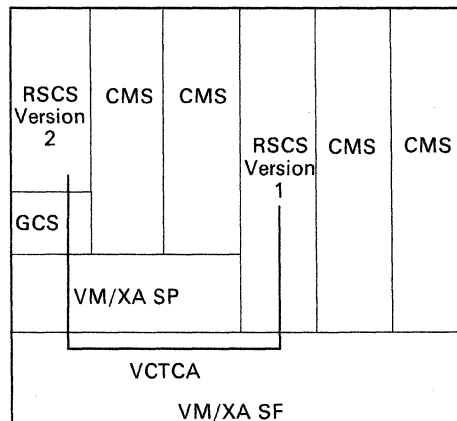 RSCS
Version
2
CMS
CMS
RSCS
Version
1
CMS
CMS
GCS
VM/XA SP
VCTCA
VM/XA SF